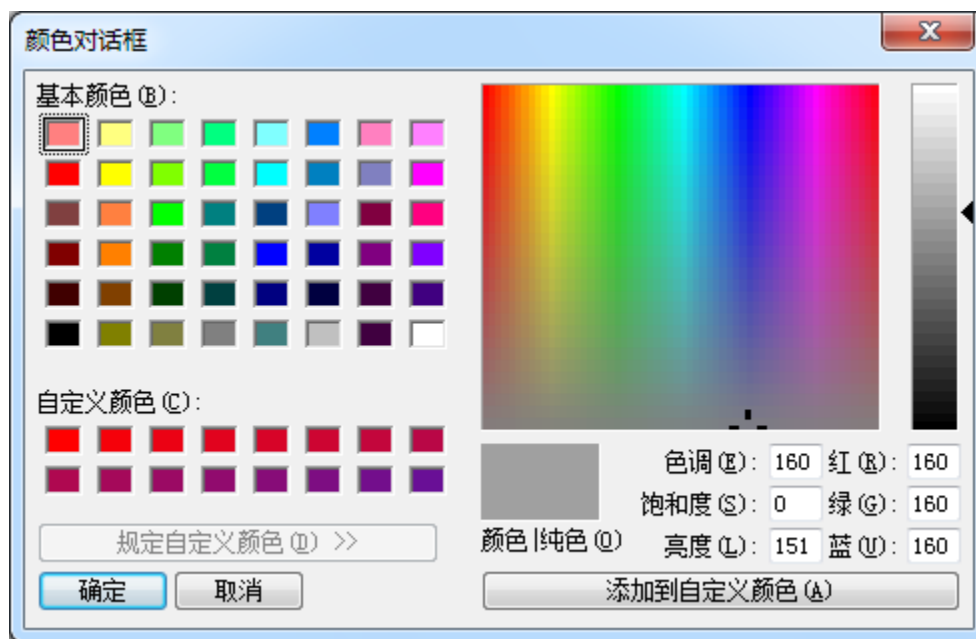 颜色对话框
基本颜色(B):
自定义颜色(C):
规定自定义颜色(D) >>
确定 取消
色调(E): 160 红(R): 160
饱和度(S): 0 绿(G): 160
颜色|纯色(O) 亮度(L): 151 蓝(U): 160
添加到自定义颜色(A)